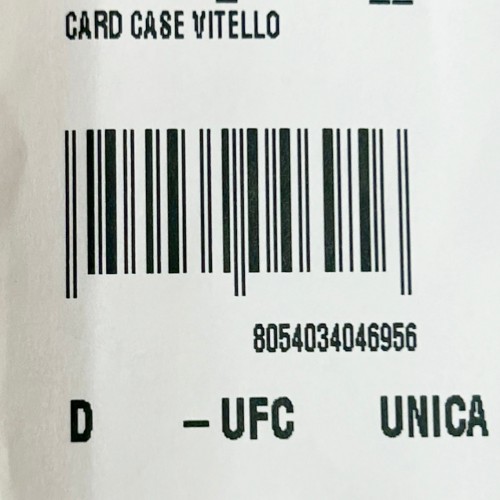 CARD CASE VITELLO
8054034046956
D – UFC UNICA